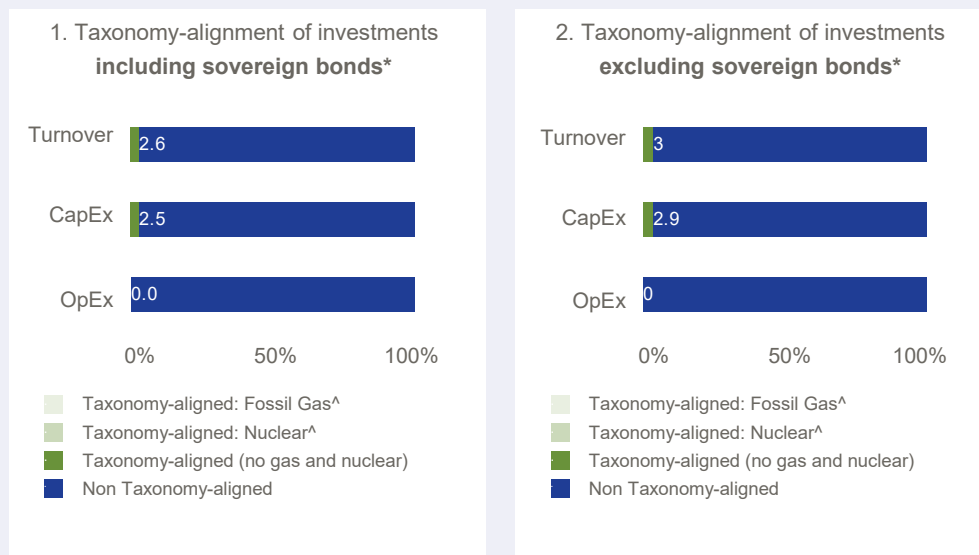 1. Taxonomy-alignment of investments
including sovereign bonds*
Turnover
2.6
CapEx
2.5
OpEx
0.0
0% 50% 100%
Taxonomy-aligned: Fossil Gas^
Taxonomy-aligned: Nuclear^
Taxonomy-aligned (no gas and nuclear)
Non Taxonomy-aligned
2. Taxonomy-alignment of investments
excluding sovereign bonds*
Turnover
3
CapEx
2.9
OpEx
0
0% 50% 100%
Taxonomy-aligned: Fossil Gas^
Taxonomy-aligned: Nuclear^
Taxonomy-aligned (no gas and nuclear)
Non Taxonomy-aligned